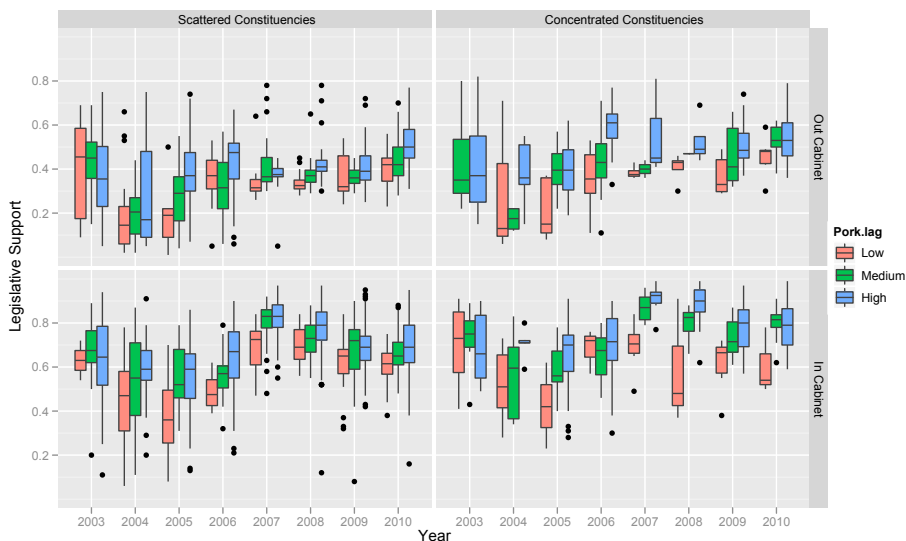 Scattered Constituencies Concentrated Constituencies
0.8
0.6
0.4
0.2
Out Cabinet
0.8
0.6
0.4
0.2
In Cabinet
Legislative Support
2003 2004 2005 2006 2007 2008 2009 2010 2003 2004 2005 2006 2007 2008 2009 2010
Year
Pork.lag
Low
Medium
High